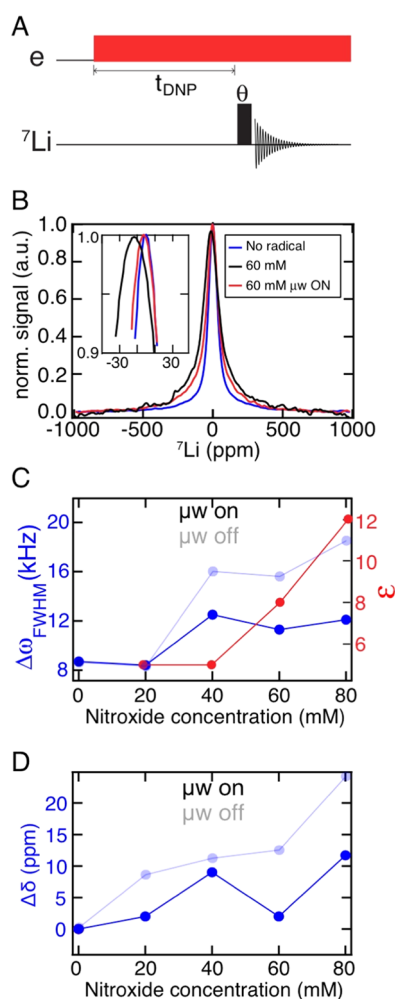 A
e
tDNP
θ
7Li
B
norm. signal (a.u.)
1.0
0.8
0.6
0.4
0.2
0.0
1.0
0.9
-30
30
No radical
60 mM
60 mM μw ON
-1000
-500
0
500
1000
7Li (ppm)
C
μw on
μw off
ΔωFWHM(kHz)
20
16
12
8
12
10
8
6
ε
0
20
40
60
80
Nitroxide concentration (mM)
D
μw on
μw off
Δδ (ppm)
20
15
10
5
0
0
20
40
60
80
Nitroxide concentration (mM)